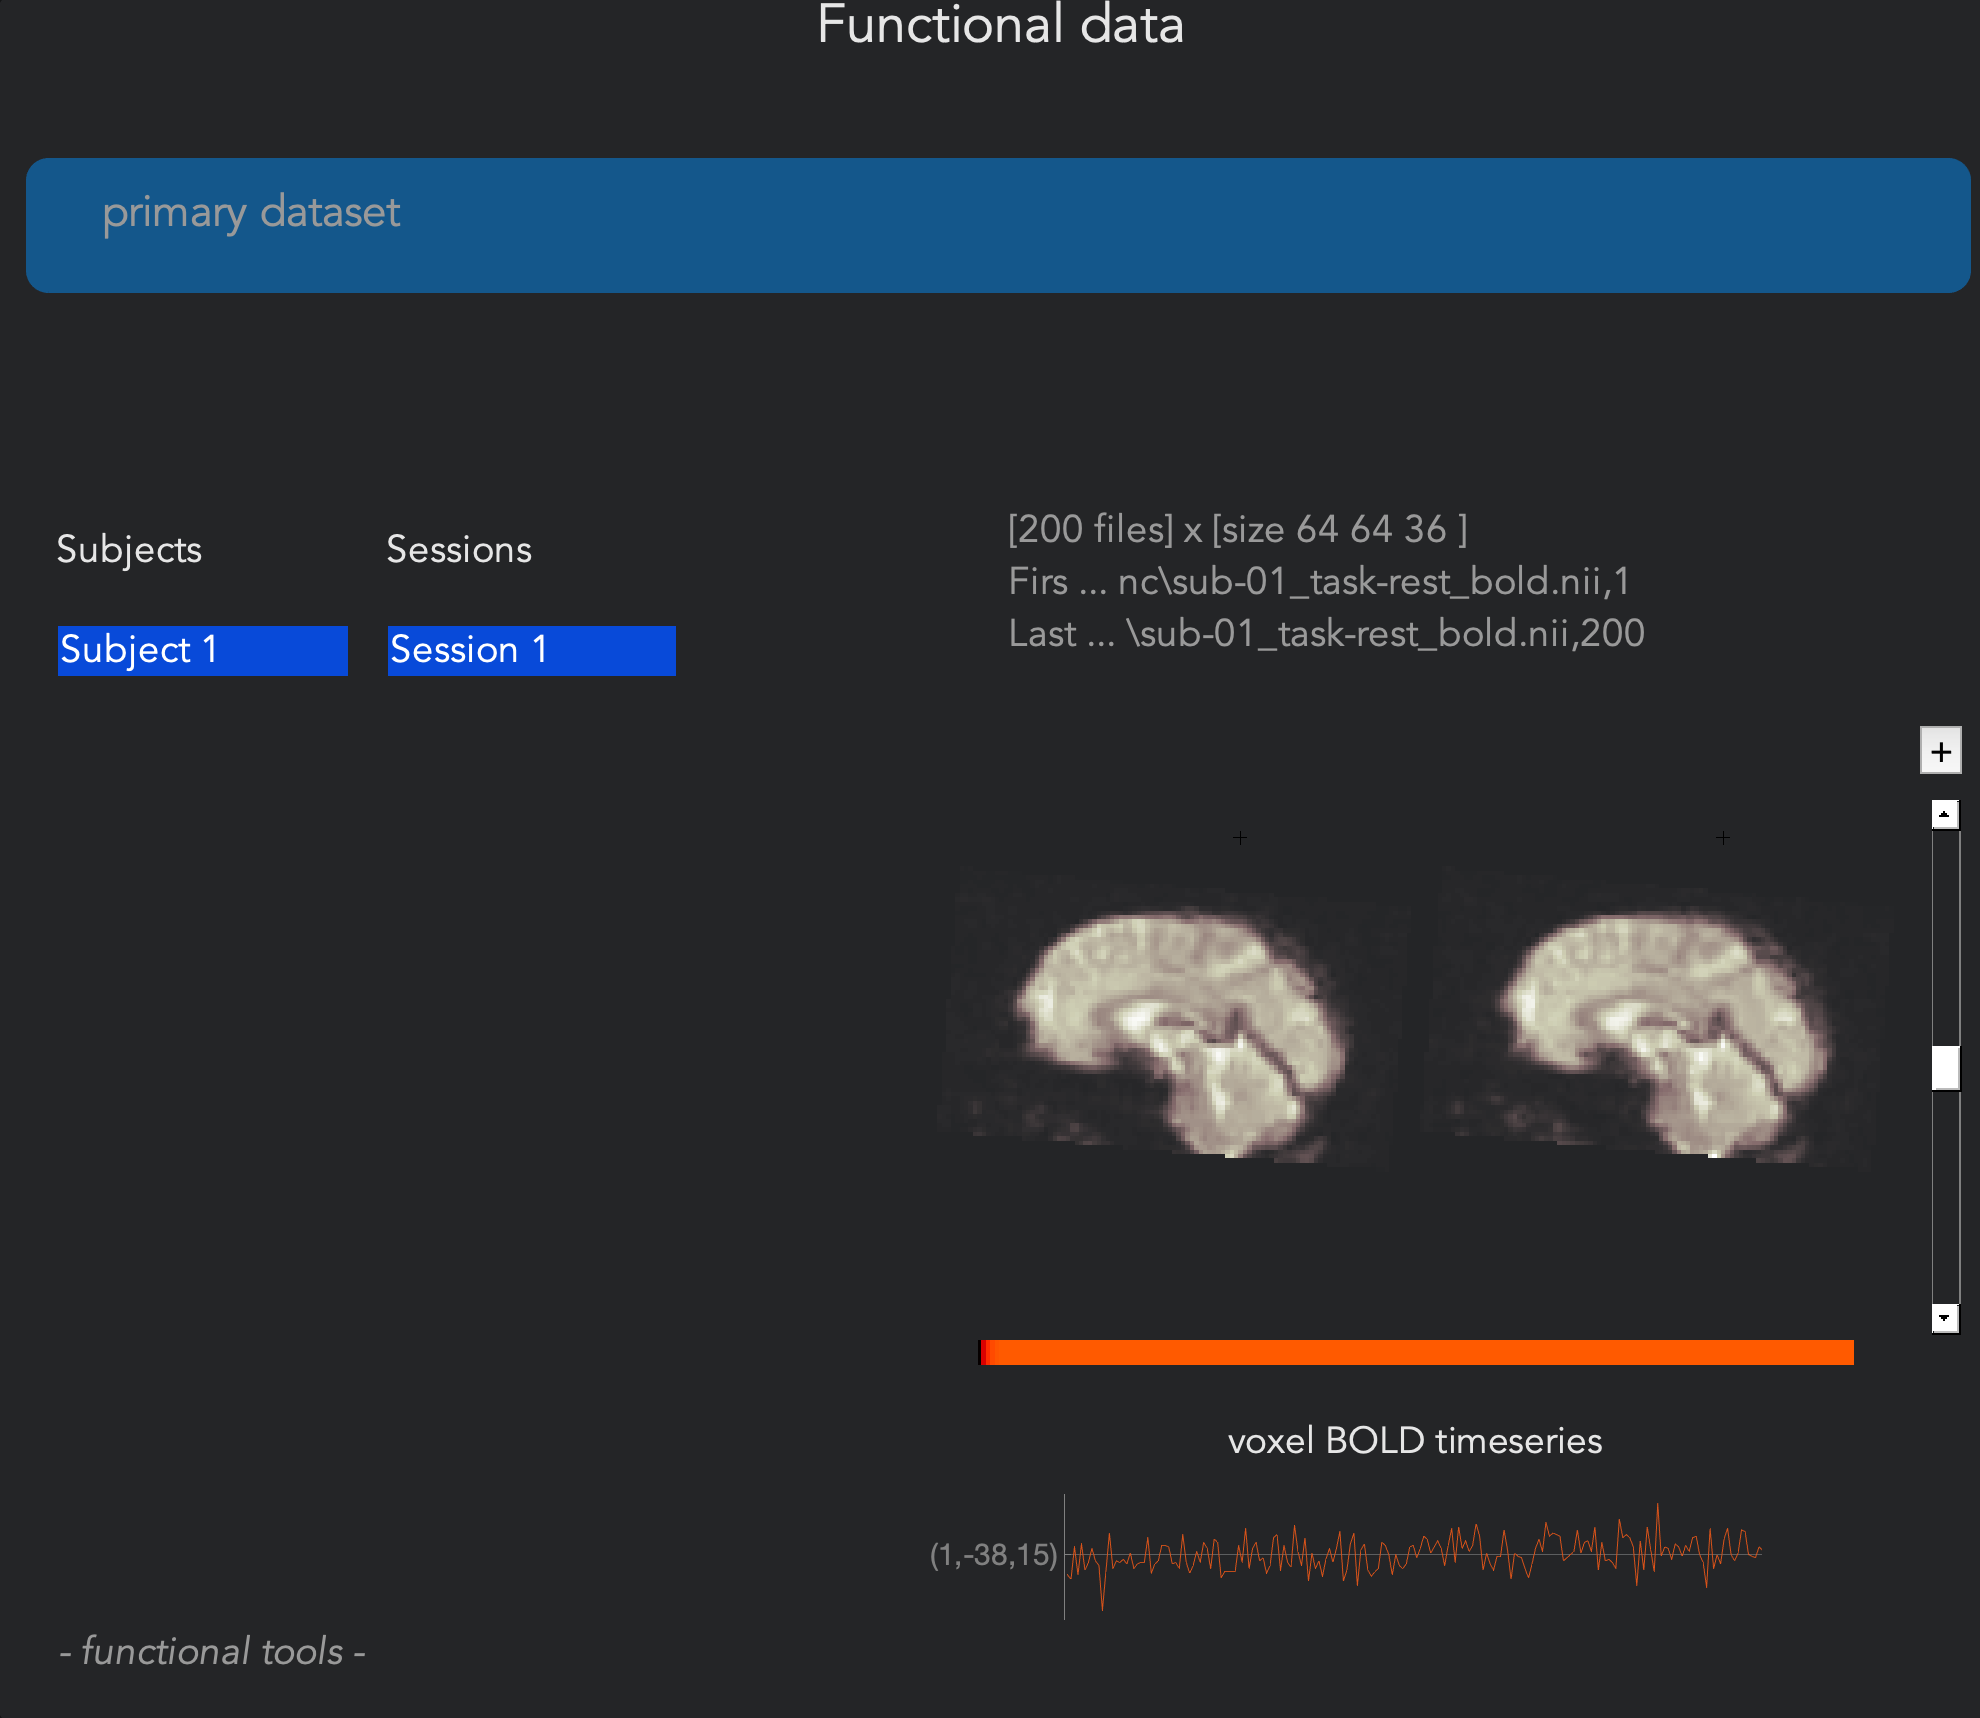 Functional data
primary dataset
Subjects
Sessions
[200 files] x [size 64 64 36 ]
Firs ... nc\sub-01_task-rest_bold.nii,1
Last ... \sub-01_task-rest_bold.nii,200
Subject 1
Session 1
+
voxel BOLD timeseries
(1,-38,15)
- functional tools -